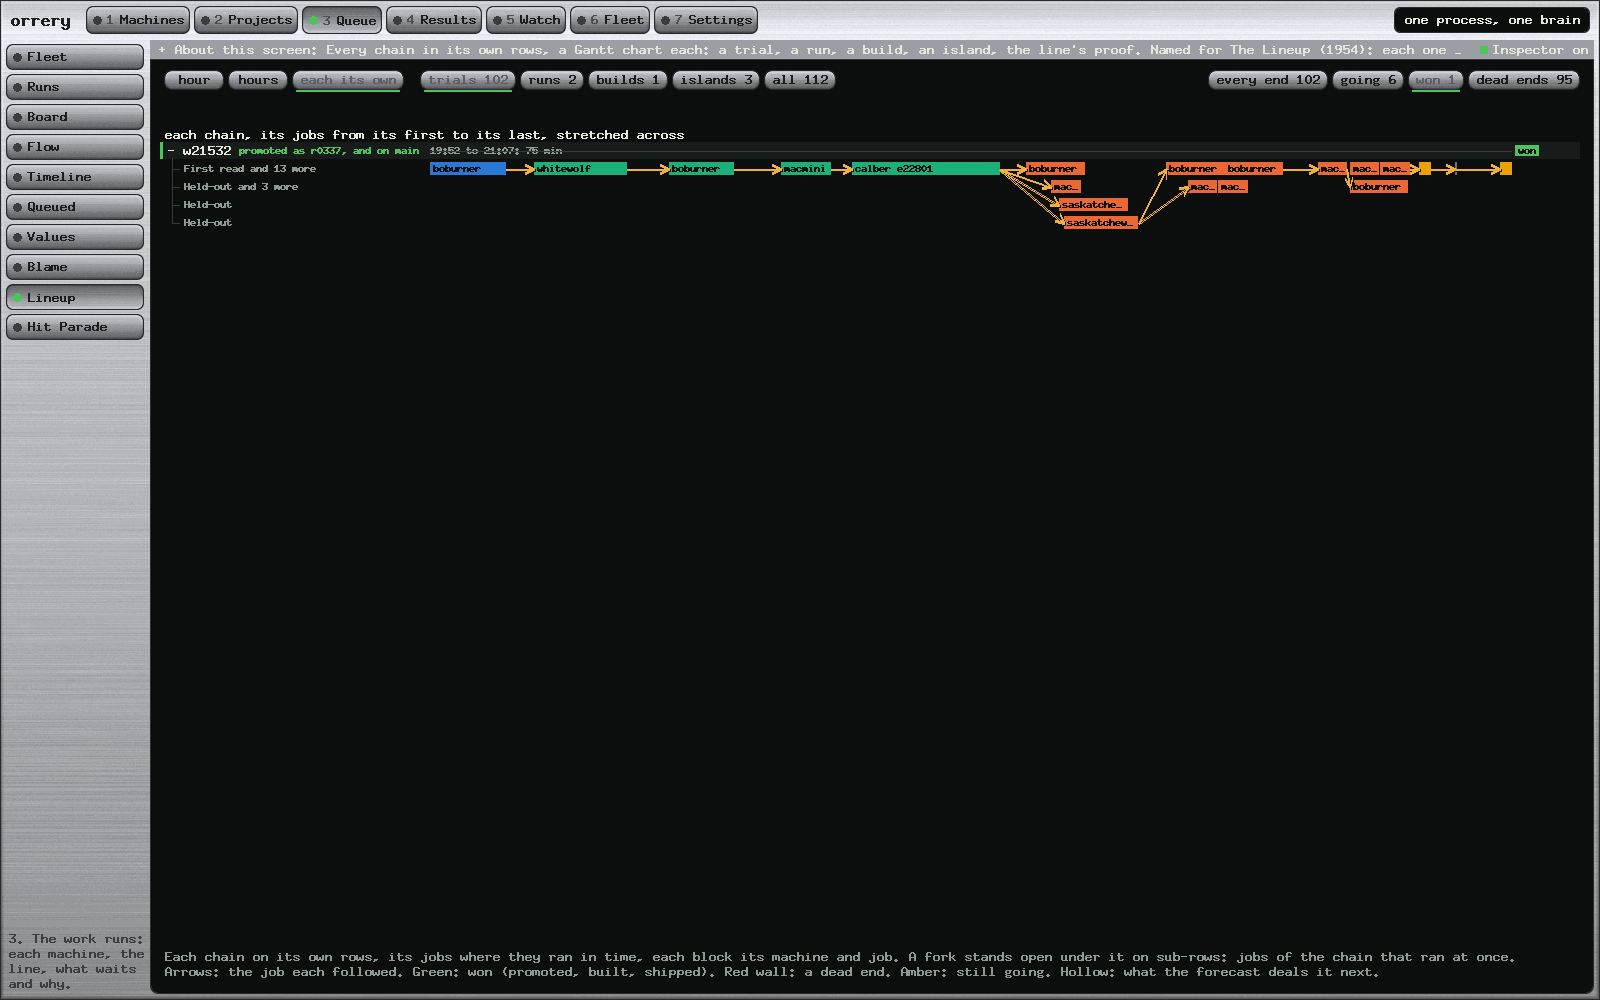 orrery
1 Machines
2 Projects
3 Queue
4 Results
5 Watch
6 Fleet
7 Settings
one process, one brain
Fleet
Runs
Board
Flow
Timeline
Queued
Values
Blame
Lineup
Hit Parade
3. The work runs:
each machine, the
line, what waits
and why.
+ About this screen: Every chain in its own rows, a Gantt chart each: a trial, a run, a build, an island, the line's proof. Named for The Lineup (1954): each one _
Inspector on
hour
hours
each its own
trials 102
runs 2
builds 1
islands 3
all 112
every end 102
going 6
won 1
dead ends 95
each chain, its jobs from its first to its last, stretched across
- w21532 promoted as r0337, and on main 19:52 to 21:07: 75 min
won
First read and 13 more
boburner
whitewolf
boburner
macmini
calber e22801
boburner
boburner
boburner
mac…
mac…
mac…
Held-out and 3 more
mac…
mac…
mac…
boburner
Held-out
saskatche…
Held-out
saskatchew…
Each chain on its own rows, its jobs where they ran in time, each block its machine and job. A fork stands open under it on sub-rows: jobs of the chain that ran at once.
Arrows: the job each followed. Green: won (promoted, built, shipped). Red wall: a dead end. Amber: still going. Hollow: what the forecast deals it next.